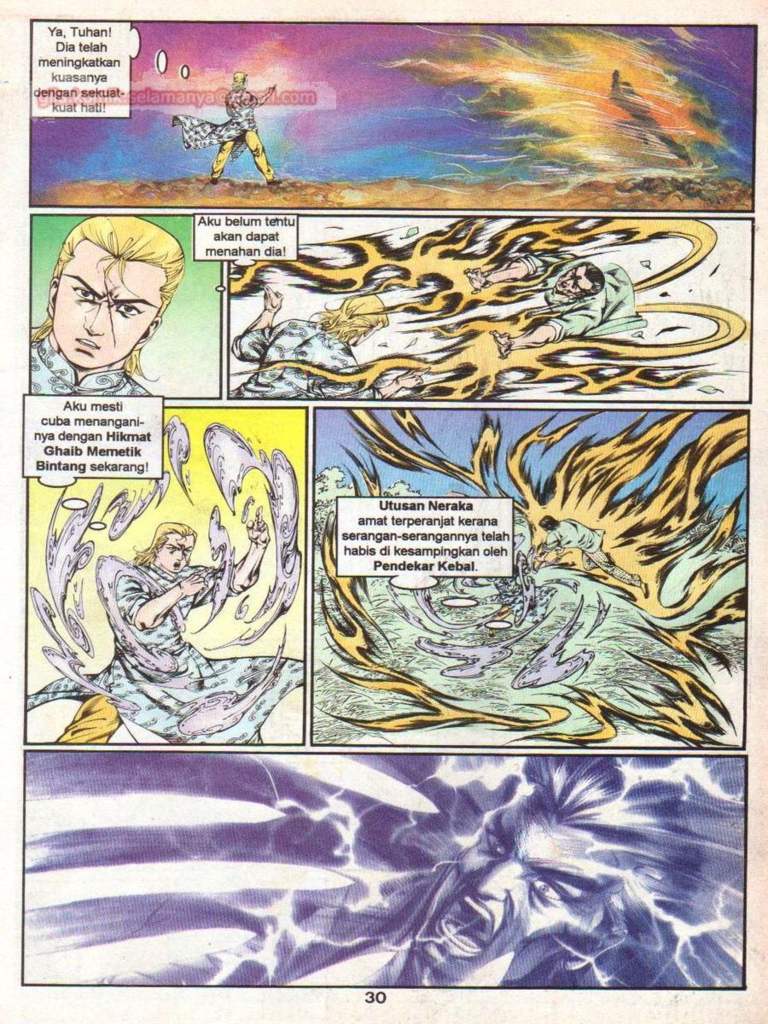 Ya, Tuhan!
Dia telah
meningkatkan
kuasanya
dengan sekuat-
kuat hati!
Aku belum tentu
akan dapat
menahan dia!
Aku mesti
cuba menangani-
nya dengan Hikmat
Ghaib Memetik
Bintang sekarang!
Utusan Neraka
amat terperanjat kerana
serangan-serangannya telah
habis di kesampingkan oleh
Pendekar Kebal.
30